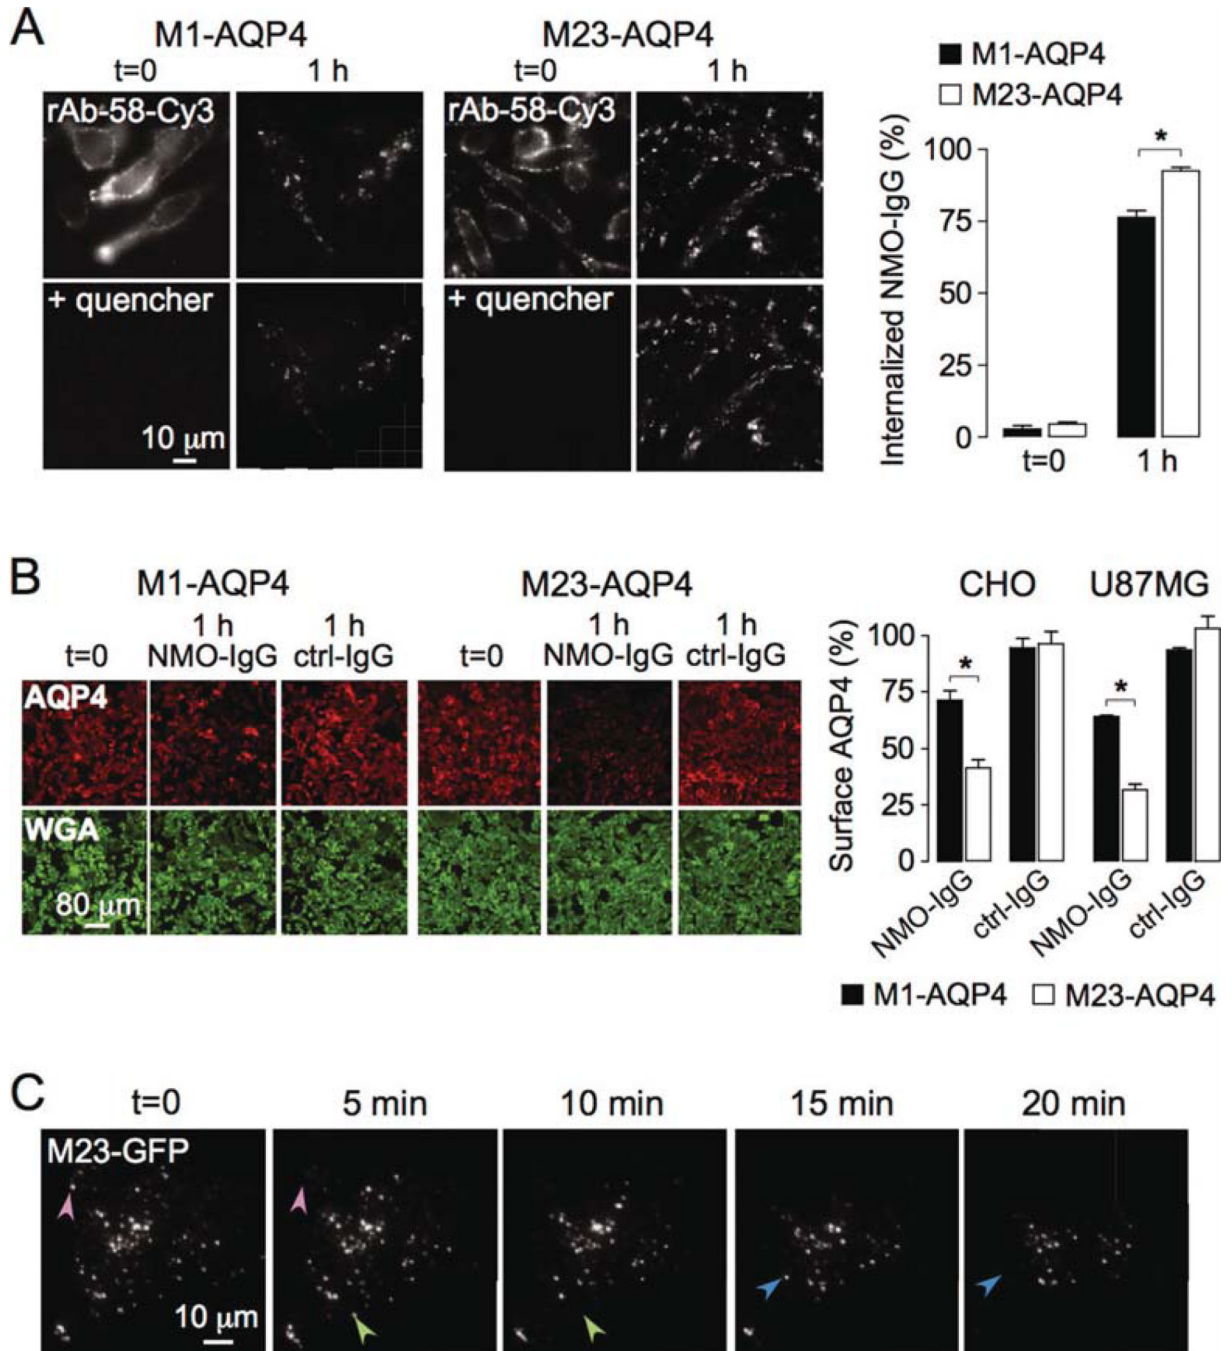 A
M1-AQP4
M23-AQP4
t=0
1 h
t=0
1 h
rAb-58-Cy3
rAb-58-Cy3
+ quencher
+ quencher
10 µm
M1-AQP4
M23-AQP4
Internalized NMO-IgG (%)
100
75
50
25
0
*
t=0
1 h
B
M1-AQP4
M23-AQP4
t=0
1 h
NMO-IgG
1 h
ctrl-IgG
t=0
1 h
NMO-IgG
1 h
ctrl-IgG
AQP4
WGA
80 µm
CHO
U87MG
Surface AQP4 (%)
100
75
50
25
0
*
*
NMO-IgG
ctrl-IgG
NMO-IgG
ctrl-IgG
M1-AQP4
M23-AQP4
C
t=0
5 min
10 min
15 min
20 min
M23-GFP
10 µm